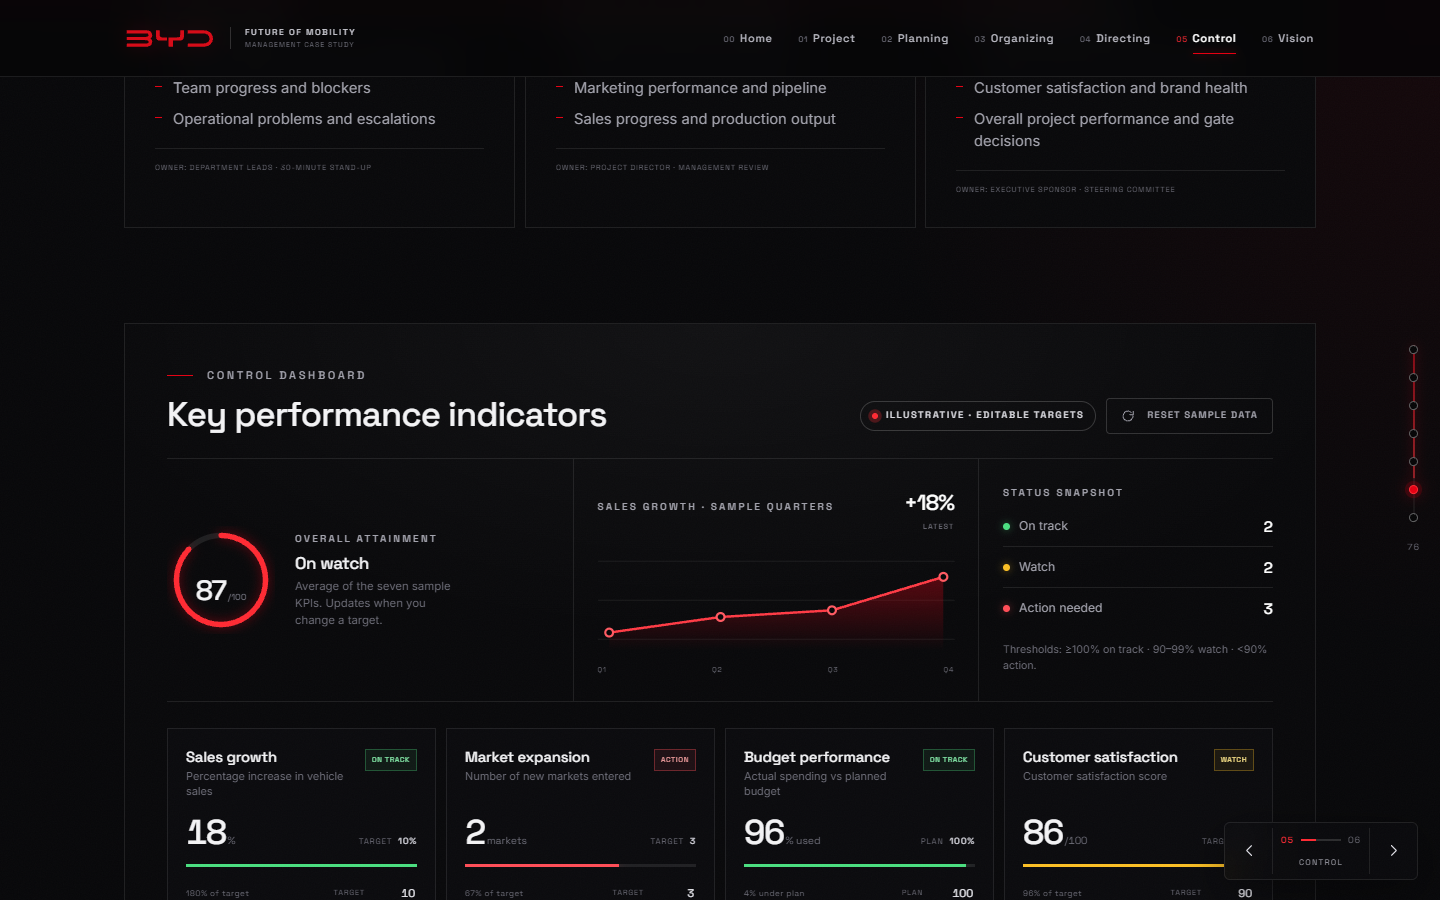 BYD
FUTURE OF MOBILITY
MANAGEMENT CASE STUDY
00 Home
01 Project
02 Planning
03 Organizing
04 Directing
05 Control
06 Vision
Team progress and blockers
Operational problems and escalations
OWNER: DEPARTMENT LEADS · 30-MINUTE STAND-UP
Marketing performance and pipeline
Sales progress and production output
OWNER: PROJECT DIRECTOR · MANAGEMENT REVIEW
Customer satisfaction and brand health
Overall project performance and gate
decisions
OWNER: EXECUTIVE SPONSOR · STEERING COMMITTEE
CONTROL DASHBOARD
Key performance indicators
ILLUSTRATIVE · EDITABLE TARGETS
RESET SAMPLE DATA
87/100
OVERALL ATTAINMENT
On watch
Average of the seven sample
KPIs. Updates when you
change a target.
SALES GROWTH · SAMPLE QUARTERS
+18%
LATEST
Q1 Q2 Q3 Q4
STATUS SNAPSHOT
On track 2
Watch 2
Action needed 3
Thresholds: ≥100% on track · 90–99% watch · <90%
action.
76
Sales growth
ON TRACK
Percentage increase in vehicle
sales
18%
TARGET 10%
180% of target
TARGET 10
Market expansion
ACTION
Number of new markets entered
2 markets
TARGET 3
67% of target
TARGET 3
Budget performance
ON TRACK
Actual spending vs planned
budget
96% used
PLAN 100%
4% under plan
PLAN 100
Customer satisfaction
WATCH
Customer satisfaction score
86/100
96% of target
TARGET 90
05 06
CONTROL